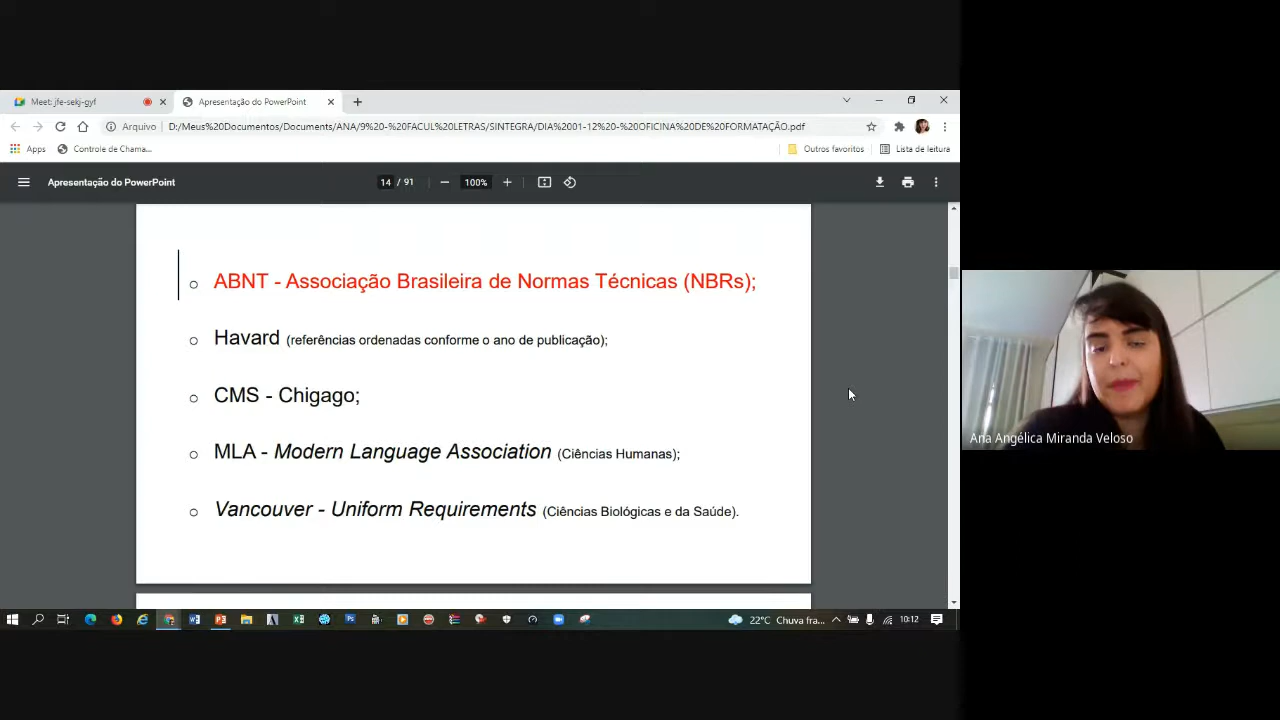 Meet: jfe-sekj-gyf
Apresentação do PowerPoint
Arquivo
D:/Meus%20Documentos/Documents/ANA/9%20-%20FACUL%20LETRAS/SINTEGRA/DIA%2001-12%20-%20OFICINA%20DE%20FORMATAÇÃO.pdf
Apps
Controle de Chama...
Outros favoritos
Lista de leitura
Apresentação do PowerPoint
14 / 91
100%
ABNT - Associação Brasileira de Normas Técnicas (NBRs);
Havard (referências ordenadas conforme o ano de publicação);
CMS - Chigago;
MLA - Modern Language Association (Ciências Humanas);
Vancouver - Uniform Requirements (Ciências Biológicas e da Saúde).
Ana Angélica Miranda Veloso
22°C Chuva fra...
10:12